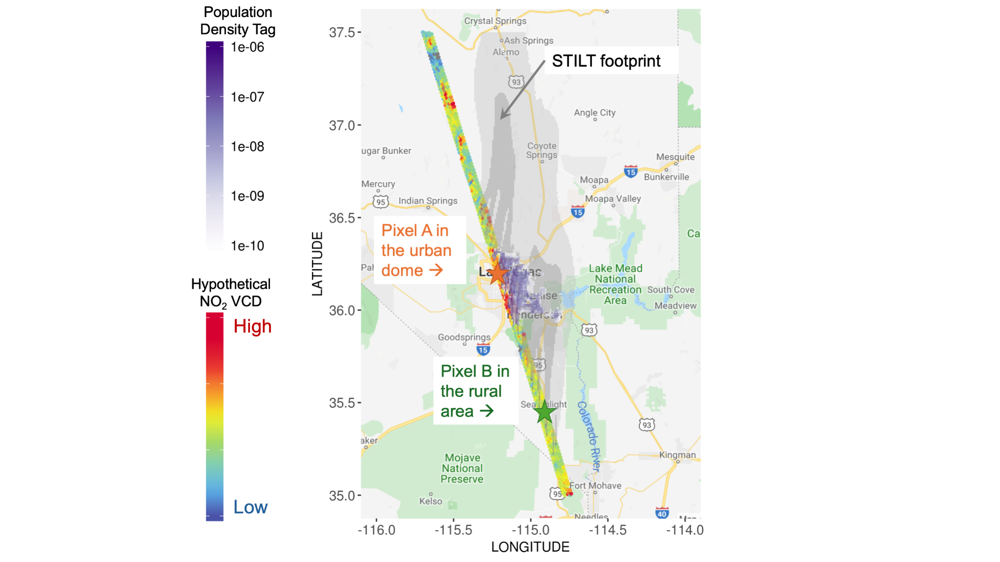 Population
Density Tag
1e-06
1e-07
1e-08
1e-09
1e-10
Hypothetical
NO₂ VCD
High
Low
LATITUDE
37.5
37.0
36.5
36.0
35.5
35.0
-116.0
-115.5
-115.0
-114.5
-114.0
LONGITUDE
STILT footprint
Pixel A in
the urban
dome →
Pixel B in
the rural
area →
Crystal Springs
Ash Springs
Alamo
93
Angle City
Coyote
Springs
ugar Bunker
Mesquite
15
Bunkerville
Mercury
95
Indian Springs
Moapa
Moapa Valley
15
Ca
Pah
Lake Mead
National
Recreation
Area
South Cove
Meadview
93
Goodsprings
15
95
Colorado River
93
aker
Mojave
National
Preserve
Kelso
Kingman
Fort Mohave
95
40
Needles